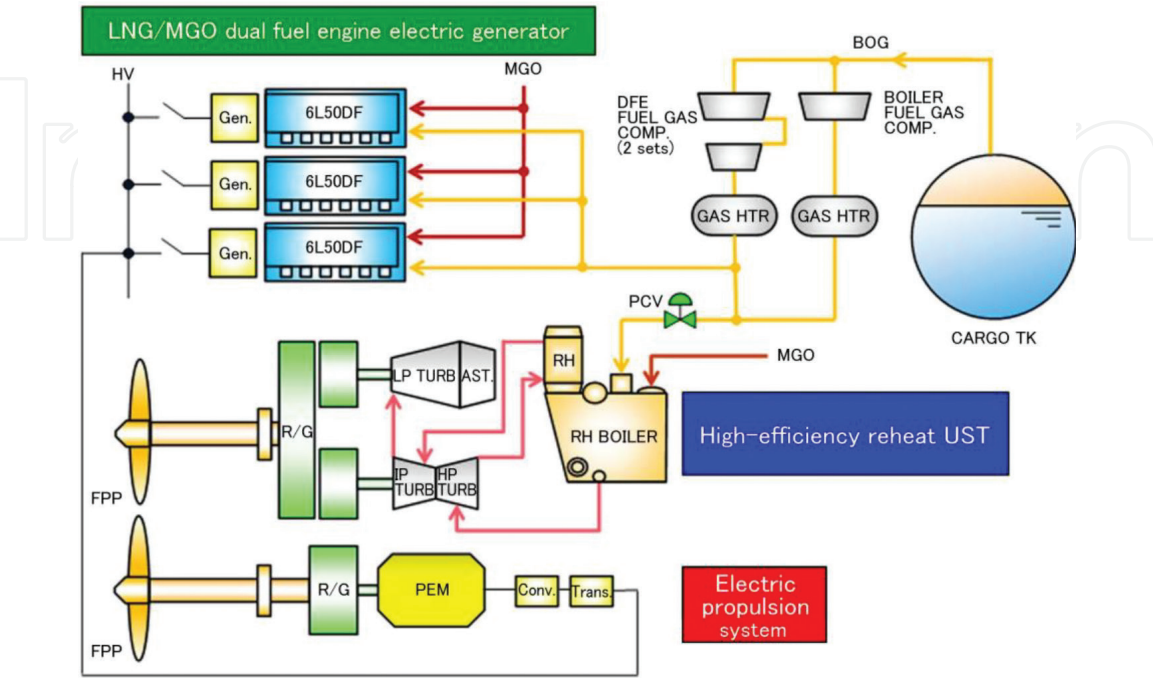 LNG/MGO dual fuel engine electric generator
HV
MGO
BOG
Gen.
6L50DF
DFE
FUEL GAS
COMP.
(2 sets)
BOILER
FUEL GAS
COMP.
Gen.
6L50DF
GAS HTR
GAS HTR
Gen.
6L50DF
PCV
CARGO TK
MGO
RH
LP TURB
AST.
R/G
RH BOILER
High-efficiency reheat UST
IP
TURB
HP
TURB
FPP
R/G
PEM
Conv.
Trans.
Electric
propulsion
system
FPP